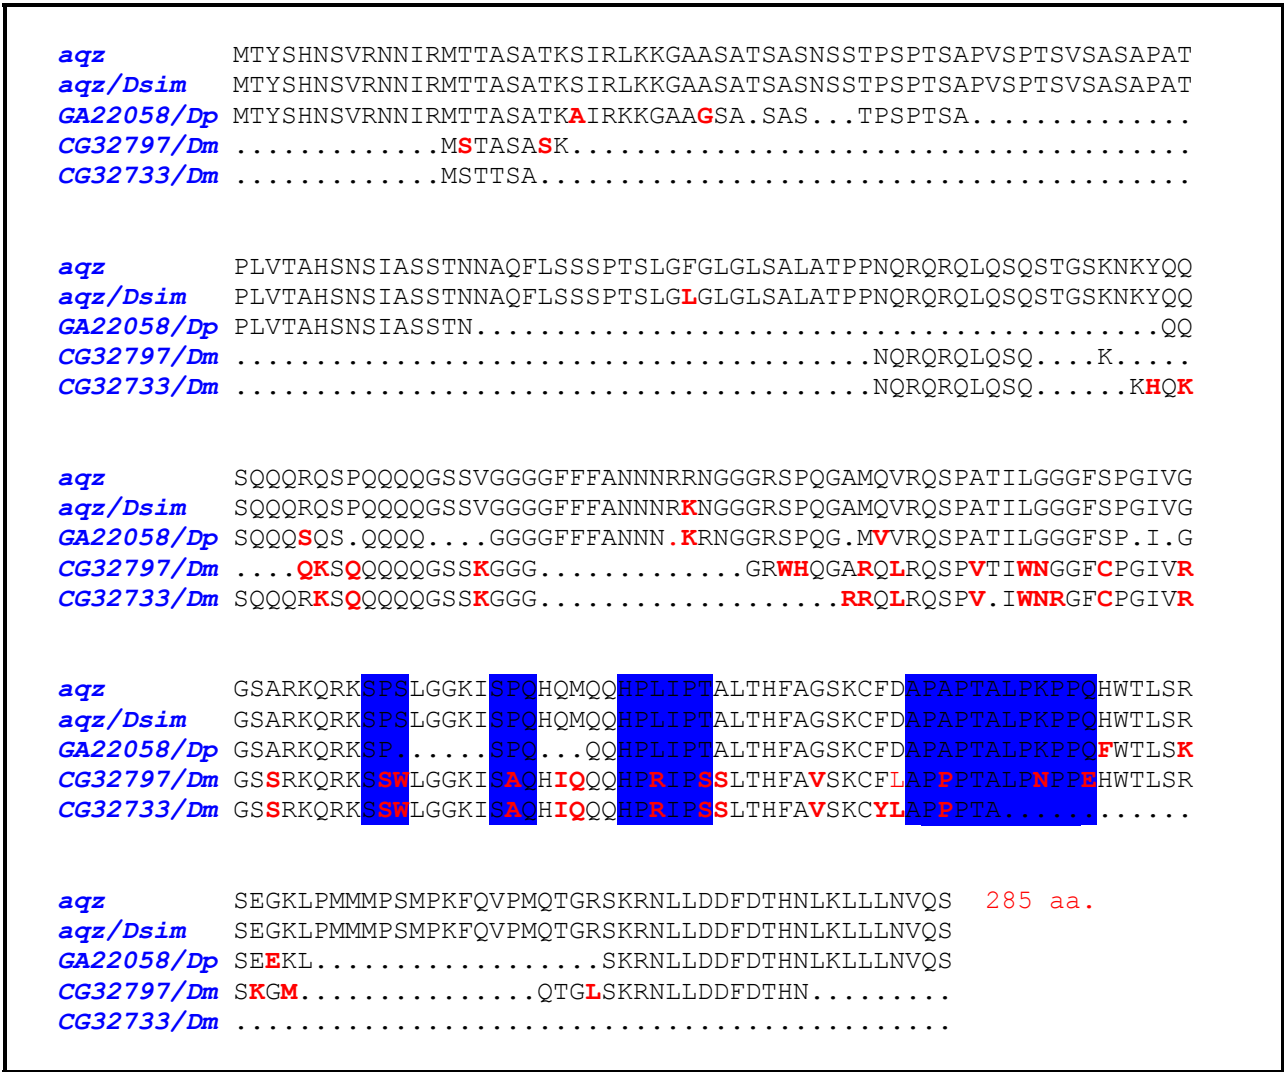 aqz MTYSHNSVRNNIRMTTASATKSIRLKKGAASATSASNSSTPSPTSAPVSPTSVSASAPAT
aqz/Dsim MTYSHNSVRNNIRMTTASATKSIRLKKGAASATSASNSSTPSPTSAPVSPTSVSASAPAT
GA22058/Dp MTYSHNSVRNNIRMTTASATKAIRKKGAAGSA.SAS...TPSPTSA..............
CG32797/Dm .............MSTASASK.......................................
CG32733/Dm .............MSTTSA.........................................
aqz PLVTAHSNSIASSTNNAQFLSSSPTSLGFGLGLSALATPPNQRQRQLQSQSTGSKNKYQQ
aqz/Dsim PLVTAHSNSIASSTNNAQFLSSSPTSLGLGLGLSALATPPNQRQRQLQSQSTGSKNKYQQ
GA22058/Dp PLVTAHSNSIASSTN...........................................QQ
CG32797/Dm ........................................NQRQRQLQSQ....K.....
CG32733/Dm ........................................NQRQRQLQSQ......KHQK
aqz SQQQRQSPQQQQGSSVGGGGFFFANNNRRNGGGRSPQGAMQVRQSPATILGGGFSPGIVG
aqz/Dsim SQQQRQSPQQQQGSSVGGGGFFFANNNRKNGGGRSPQGAMQVRQSPATILGGGFSPGIVG
GA22058/Dp SQQQSQS.QQQQ....GGGGFFFANNN.KRNGGRSPQG.MVVRQSPATILGGGFSP.I.G
CG32797/Dm ....QKSQQQQQGSSKGGG.............GRWHQGARQLRQSPVTIWNGGFCPGIVR
CG32733/Dm SQQQRKSQQQQQGSSKGGG...................RRQLRQSPV.IWNRGFCPGIVR
aqz GSARKQRKSPSLGGKISPQHQMQQHPLIPTALTHFAGSKCFDAPAPTALPKPPQHWTLSR
aqz/Dsim GSARKQRKSPSLGGKISPQHQMQQHPLIPTALTHFAGSKCFDAPAPTALPKPPQHWTLSR
GA22058/Dp GSARKQRKSP......SPQ...QQHPLIPTALTHFAGSKCFDAPAPTALPKPPQFWTLSK
CG32797/Dm GSSRKQRKSSWLGGKISAQHIQQQHPRIPSSLTHFAVSKCFLAPPPTALPNPPEHWTLSR
CG32733/Dm GSSRKQRKSSWLGGKISAQHIQQQHPRIPSSLTHFAVSKCYLAPPPTA............
aqz SEGKLPMMMPSMPKFQVPMQTGRSKRNLLDDFDTHNLKLLLNVQS 285 aa.
aqz/Dsim SEGKLPMMMPSMPKFQVPMQTGRSKRNLLDDFDTHNLKLLLNVQS
GA22058/Dp SEEKL..................SKRNLLDDFDTHNLKLLLNVQS
CG32797/Dm SKGM...............QTGLSKRNLLDDFDTHN.........
CG32733/Dm .............................................